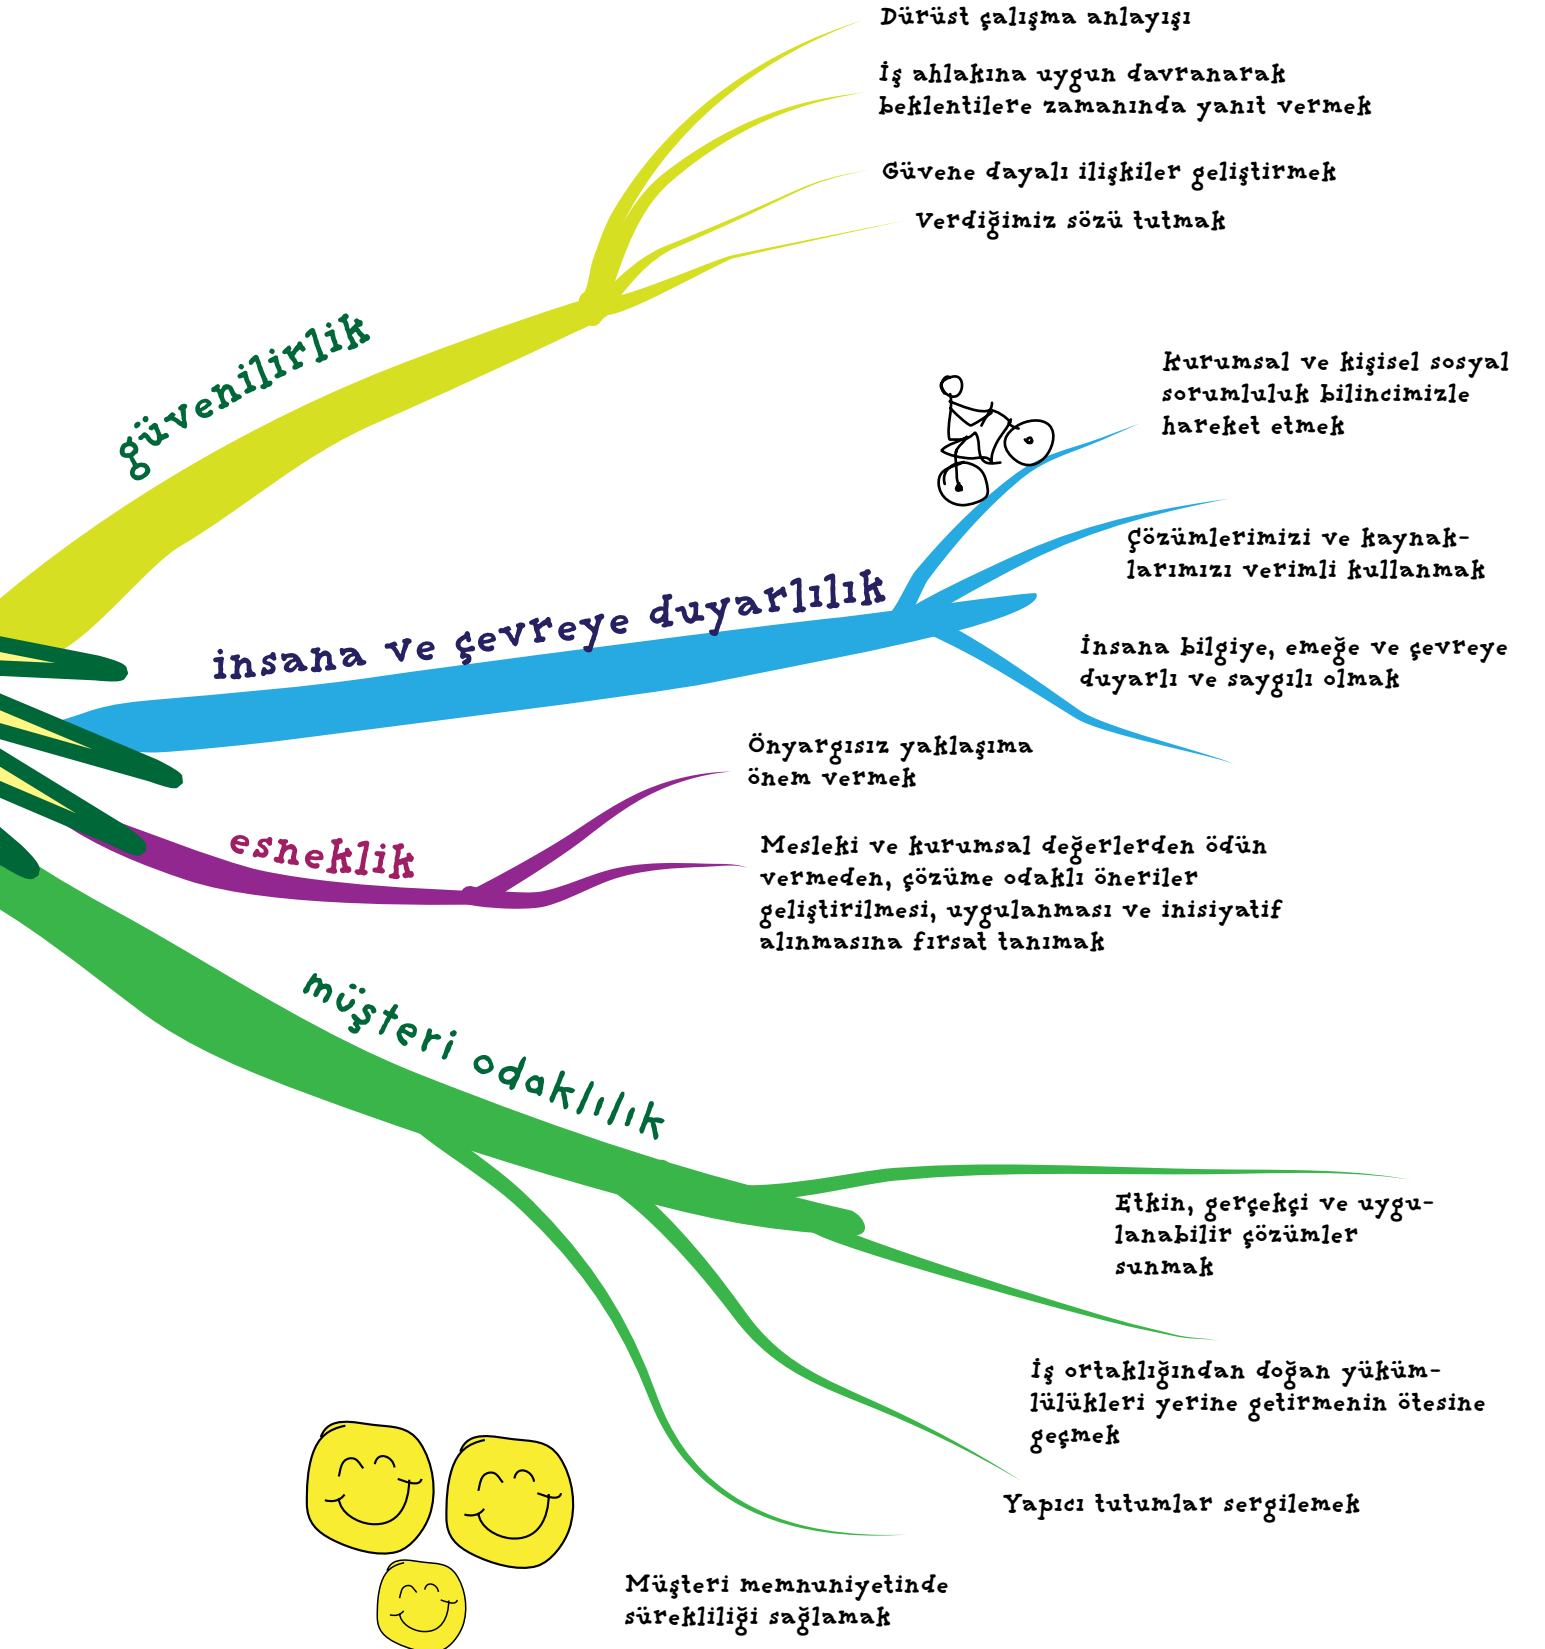 Dürüst çalışma anlayışı
İş ahlakına uygun davranarak
beklentilere zamanında yanıt vermek
Güvene dayalı ilişkiler geliştirmek
Verdiğimiz sözü tutmak
güvenilirlik
Kurumsal ve kişisel sosyal
sorumluluk bilincimizle
hareket etmek
Çözümlerimizi ve kaynak-
larımızı verimli kullanmak
insana ve çevreye duyarlılık
İnsana bilgiye, emeğe ve çevreye
duyarlı ve saygılı olmak
Önyargısız yaklaşıma
önem vermek
esneklik
Mesleki ve kurumsal değerlerden ödün
vermeden, çözüme odaklı öneriler
geliştirilmesi, uygulanması ve inisiyatif
alınmasına fırsat tanımak
müşteri odaklılık
Etkin, gerçekçi ve uygu-
lanabilir çözümler
sunmak
İş ortaklığından doğan yüküm-
lülükleri yerine getirmenin ötesine
geçmek
Yapıcı tutumlar sergilemek
Müşteri memnuniyetinde
sürekliliği sağlamak